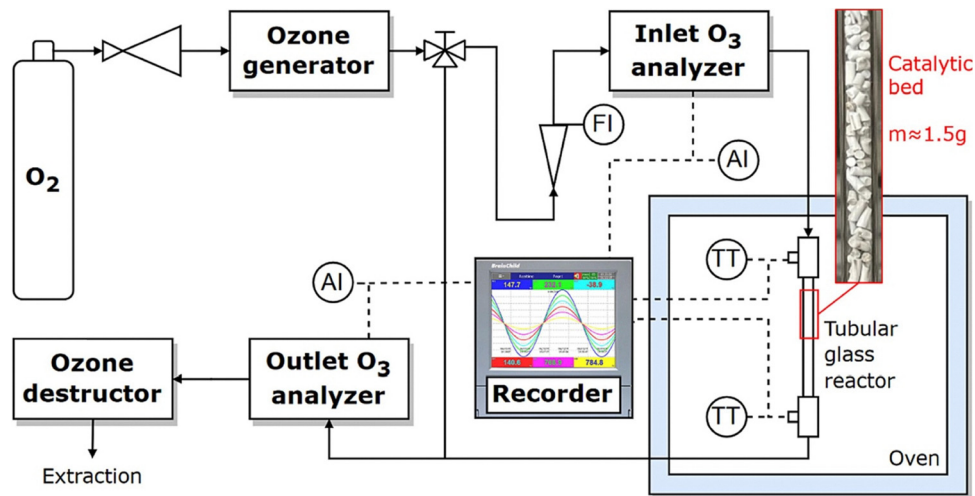 Ozone
generator
Inlet O₃
analyzer
Catalytic
bed
m≈1.5g
FI
AI
O₂
TT
AI
BrainChild
147.7
-38.9
140.6
784.8
Recorder
Tubular
glass
reactor
Ozone
destructor
Outlet O₃
analyzer
TT
Oven
Extraction